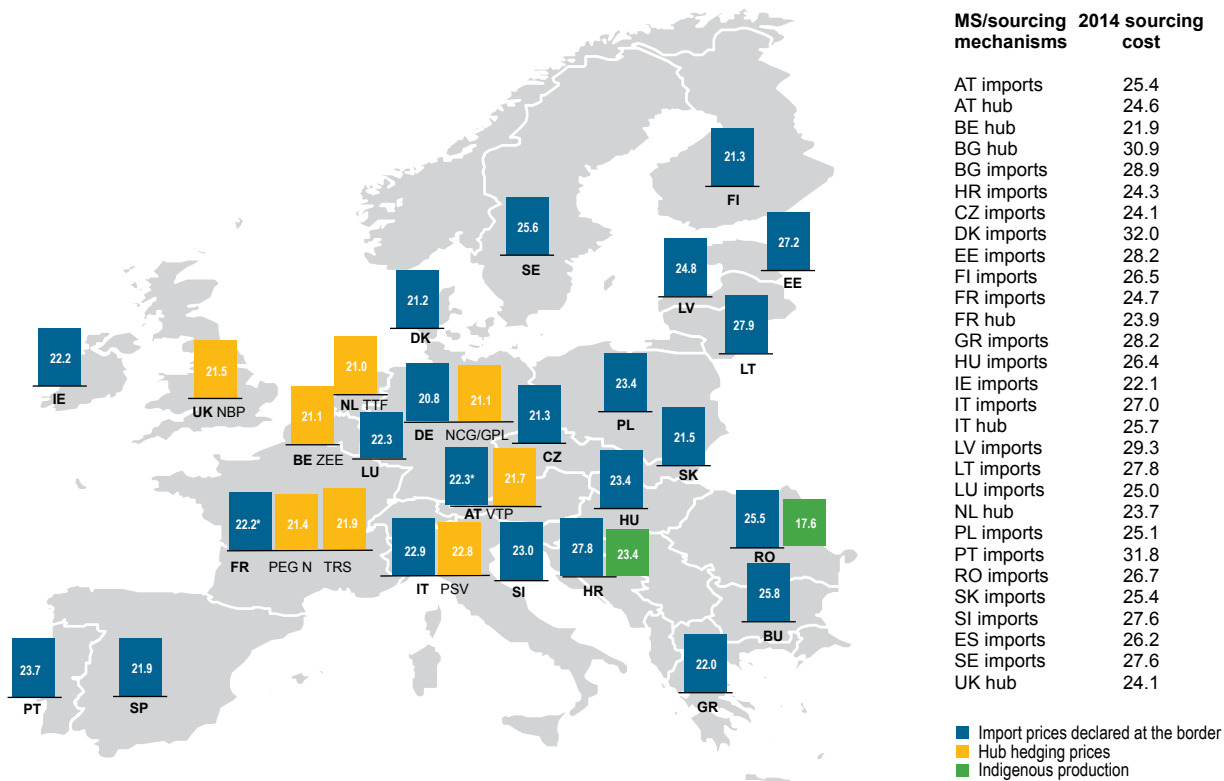 21.3
FI
25.6
SE
27.2
EE
24.8
LV
27.9
LT
21.2
DK
22.2
IE
21.5
UK NBP
21.0
NL TTF
21.1
BE ZEE
22.3
LU
20.8 21.1
DE NCG/GPL
21.3
CZ
23.4
PL
21.5
SK
22.3* 21.7
AT VTP
23.4
HU
22.2* 21.4 21.9
FR PEG N TRS
22.9 22.8
IT PSV
23.0
SI
27.8 23.4
HR
25.5 17.6
RO
25.8
BU
23.7
PT
21.9
SP
22.0
GR
MS/sourcing 2014 sourcing
mechanisms cost
AT imports 25.4
AT hub 24.6
BE hub 21.9
BG hub 30.9
BG imports 28.9
HR imports 24.3
CZ imports 24.1
DK imports 32.0
EE imports 28.2
FI imports 26.5
FR imports 24.7
FR hub 23.9
GR imports 28.2
HU imports 26.4
IE imports 22.1
IT imports 27.0
IT hub 25.7
LV imports 29.3
LT imports 27.8
LU imports 25.0
NL hub 23.7
PL imports 25.1
PT imports 31.8
RO imports 26.7
SK imports 25.4
SI imports 27.6
ES imports 26.2
SE imports 27.6
UK hub 24.1
Import prices declared at the border
Hub hedging prices
Indigenous production